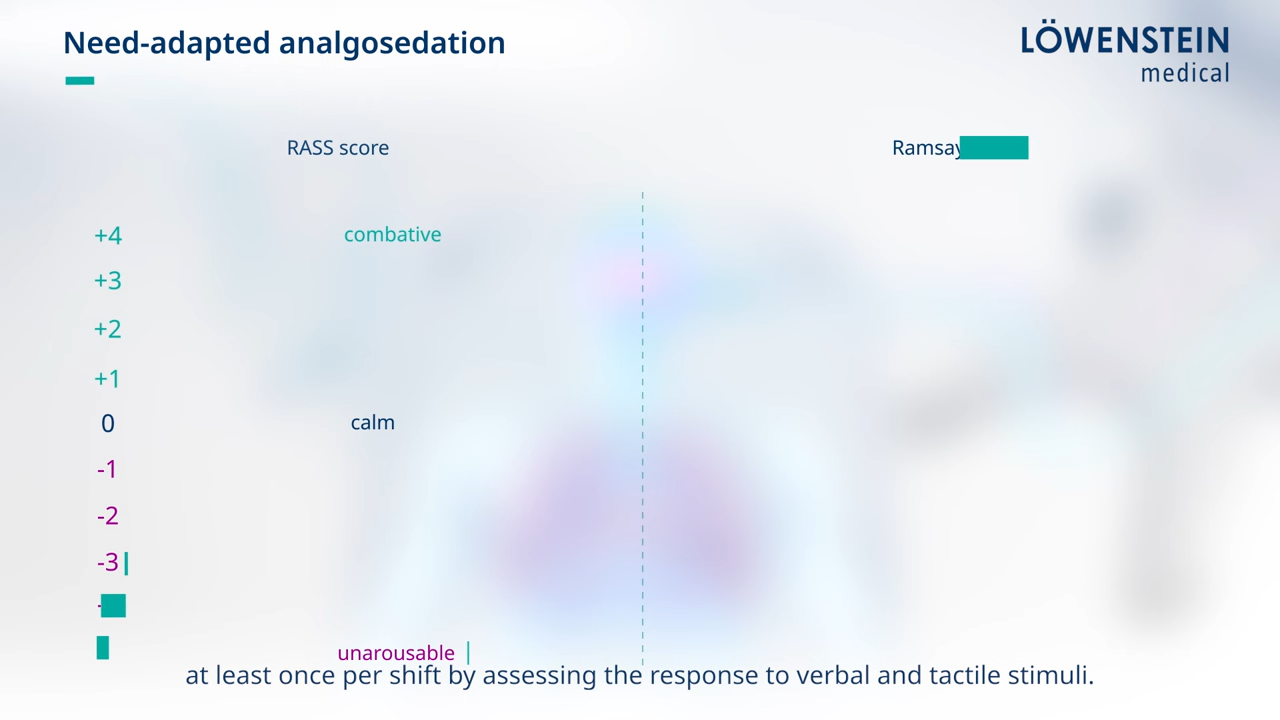 Need-adapted analgosedation
LÖWENSTEIN
medical
RASS score
Ramsay
+4
combative
+3
+2
+1
0
calm
-1
-2
-3
unarousable
at least once per shift by assessing the response to verbal and tactile stimuli.